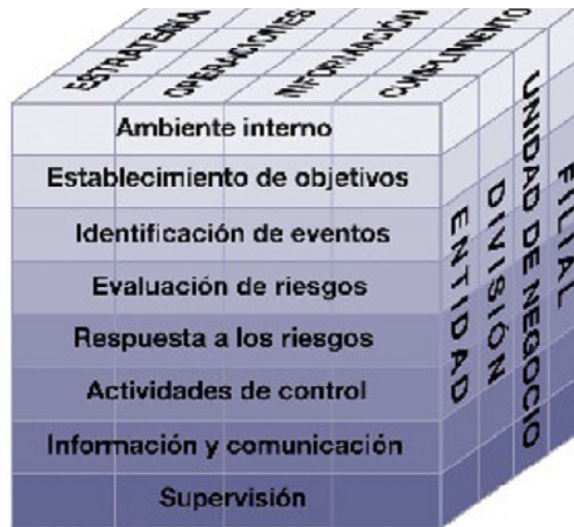 ESTRATEGIA
OPERACIONES
INFORMACIÓN
CUMPLIMIENTO
Ambiente interno
Establecimiento de objetivos
Identificación de eventos
Evaluación de riesgos
Respuesta a los riesgos
Actividades de control
Información y comunicación
Supervisión
ENTIDAD
DIVISIÓN
UNIDAD DE NEGOCIO
FILIAL